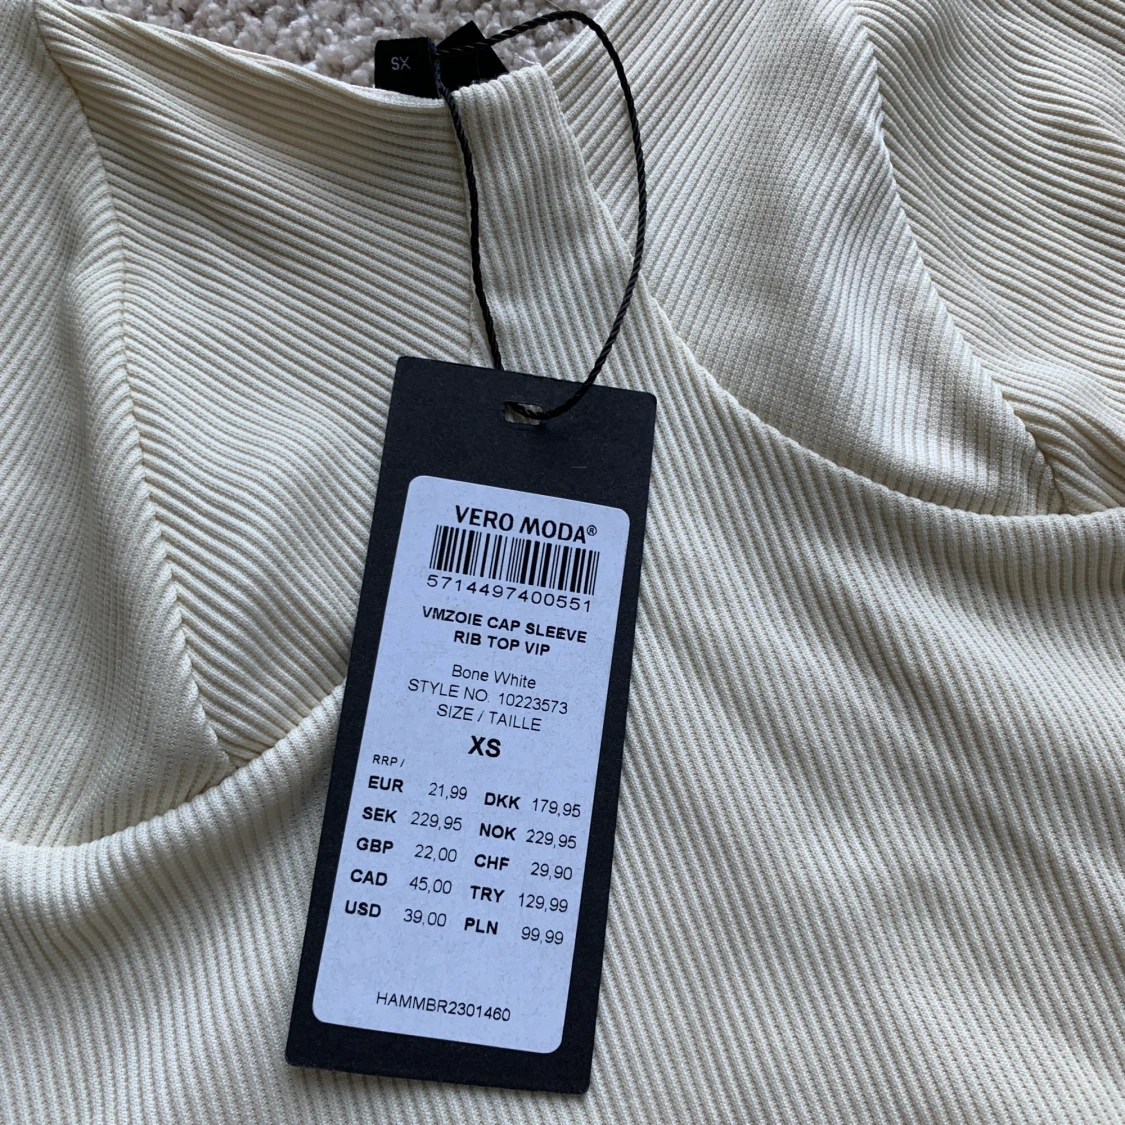 XS
VERO MODA®
5714497400551
VMZOIE CAP SLEEVE
RIB TOP VIP
Bone White
STYLE NO. 10223573
SIZE / TAILLE
XS
RRP /
EUR 21,99 DKK 179,95
SEK 229,95 NOK 229,95
GBP 22,00 CHF 29,90
CAD 45,00 TRY 129,99
USD 39,00 PLN 99,99
HAMMBR2301460